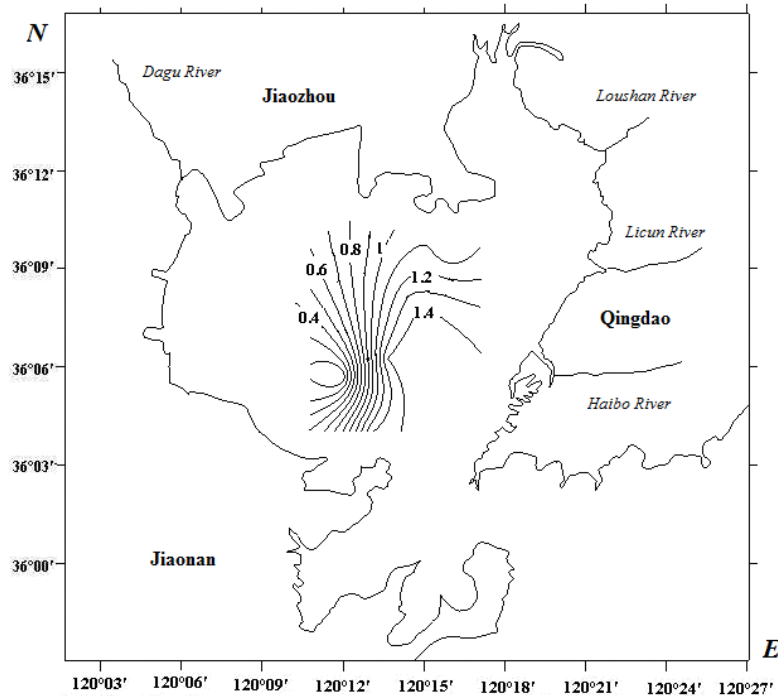 N
Dagu River
36°15'
Jiaozhou
Loushan River
36°12'
Licun River
0.8
1
36°09'
0.6
1.2
0.4
1.4
Qingdao
36°06'
Haibo River
36°03'
36°00'
Jiaonan
E
120°03' 120°06' 120°09' 120°12' 120°15' 120°18' 120°20' 120°24' 120°27'